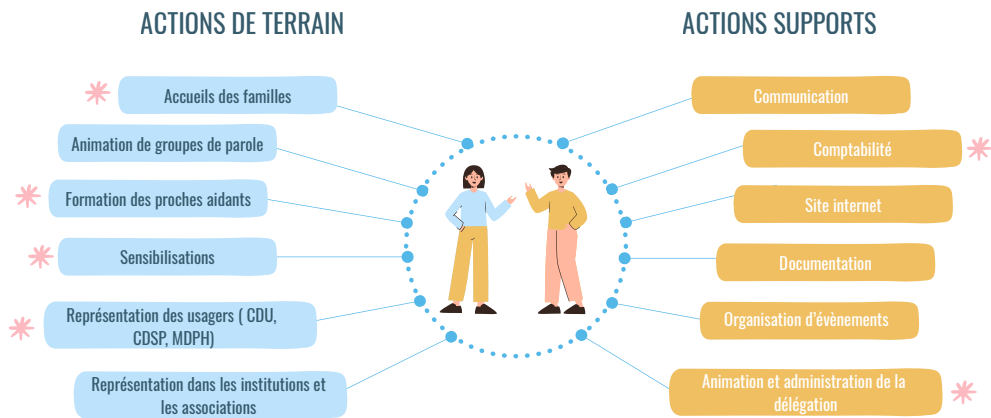 ACTIONS DE TERRAIN
Accueils des familles
Animation de groupes de parole
Formation des proches aidants
Sensibilisations
Représentation des usagers ( CDU,
CDSP, MDPH)
Représentation dans les institutions et
les associations
ACTIONS SUPPORTS
Communication
Comptabilité
Site internet
Documentation
Organisation d'évènements
Animation et administration de la
délégation